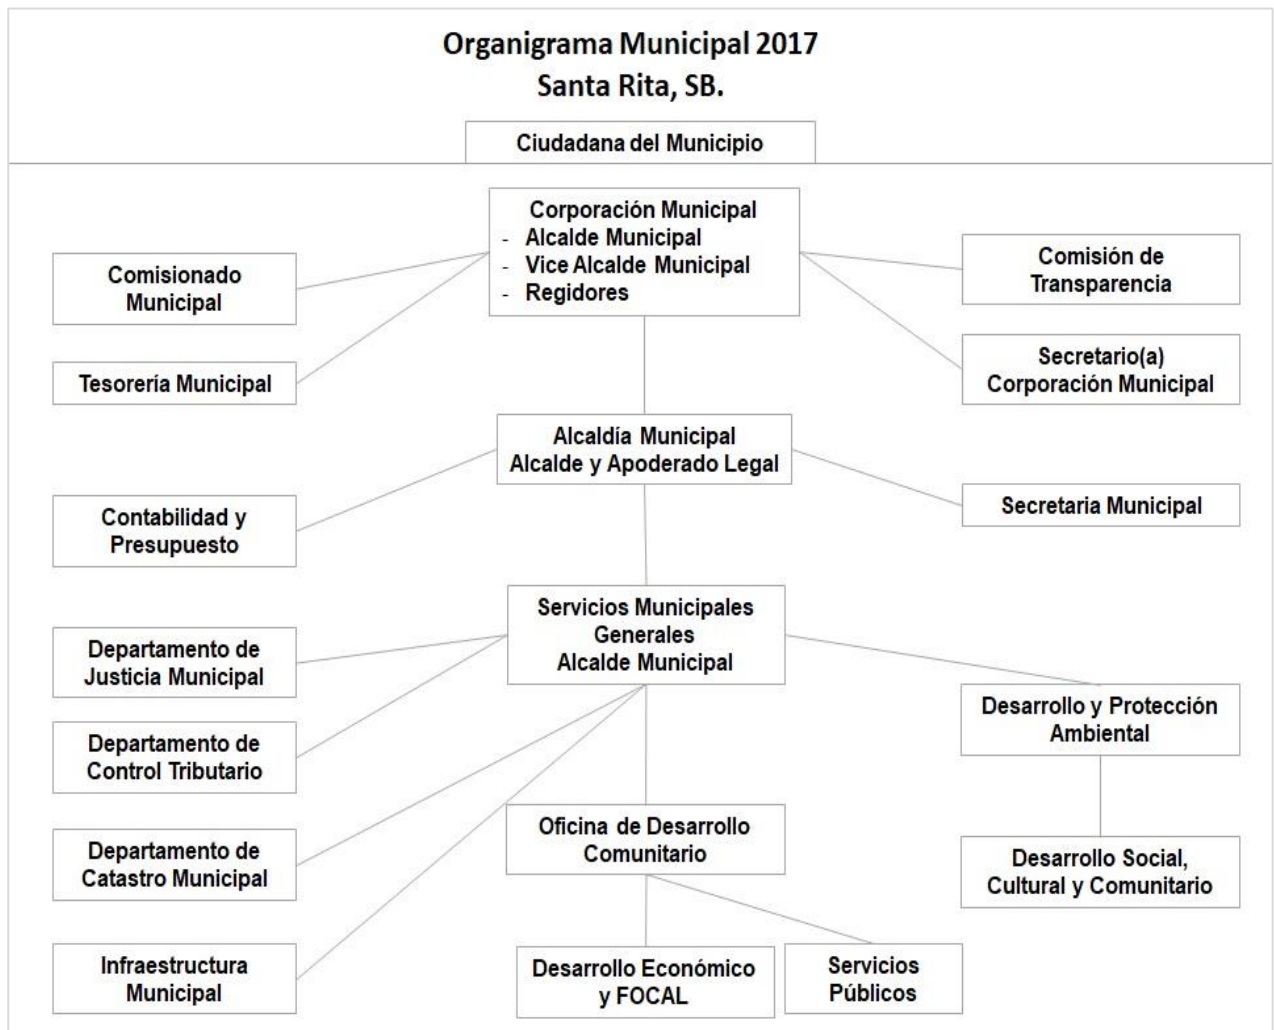 Organigrama Municipal 2017
Santa Rita, SB.
Ciudadana del Municipio
Corporación Municipal
- Alcalde Municipal
- Vice Alcalde Municipal
- Regidores
Comisionado
Municipal
Comisión de
Transparencia
Tesorería Municipal
Secretario(a)
Corporación Municipal
Alcaldía Municipal
Alcalde y Apoderado Legal
Contabilidad y
Presupuesto
Secretaria Municipal
Servicios Municipales
Generales
Alcalde Municipal
Departamento de
Justicia Municipal
Desarrollo y Protección
Ambiental
Departamento de
Control Tributario
Oficina de Desarrollo
Comunitario
Departamento de
Catastro Municipal
Desarrollo Social,
Cultural y Comunitario
Infraestructura
Municipal
Desarrollo Económico
y FOCAL
Servicios
Públicos